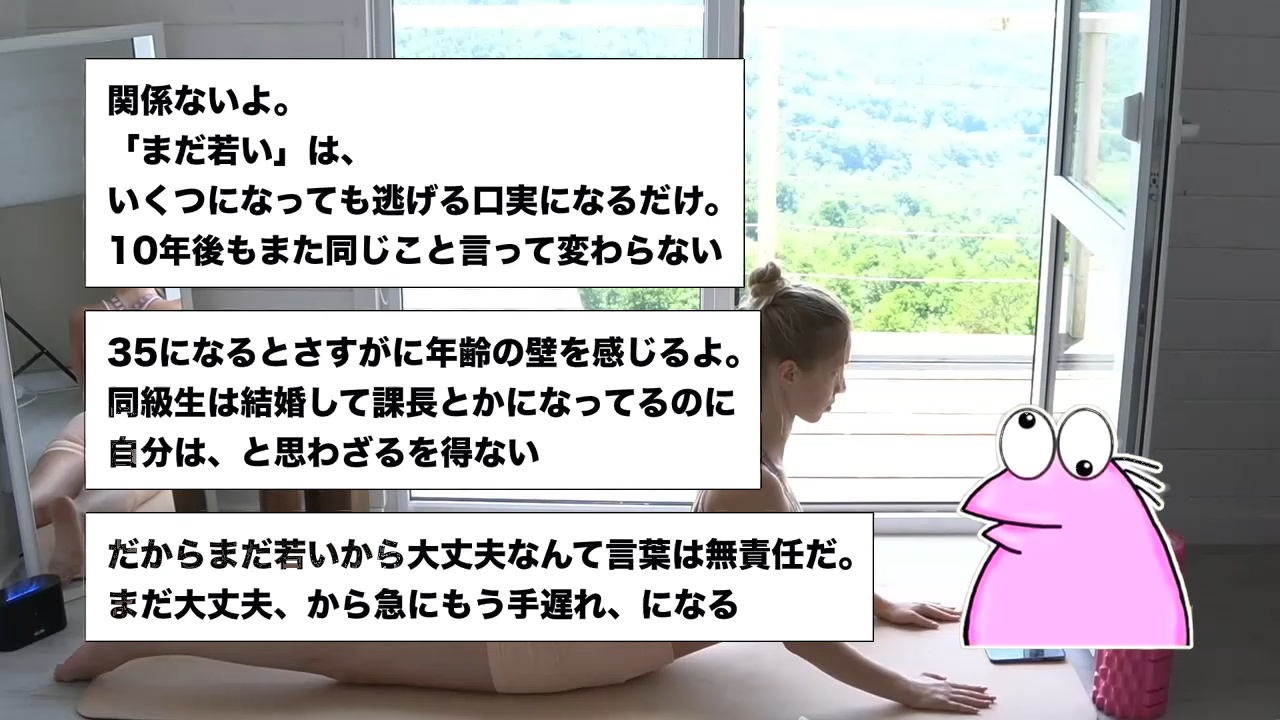 関係ないよ。
「まだ若い」は、
いくつになっても逃げる口実になるだけ。
10年後もまた同じこと言って変わらない
35になるとさすがに年齢の壁を感じるよ。
同級生は結婚して課長とかになってるのに
自分は、と思わざるを得ない
だからまだ若いから大丈夫なんて言葉は無責任だ。
まだ大丈夫、から急にもう手遅れ、になる